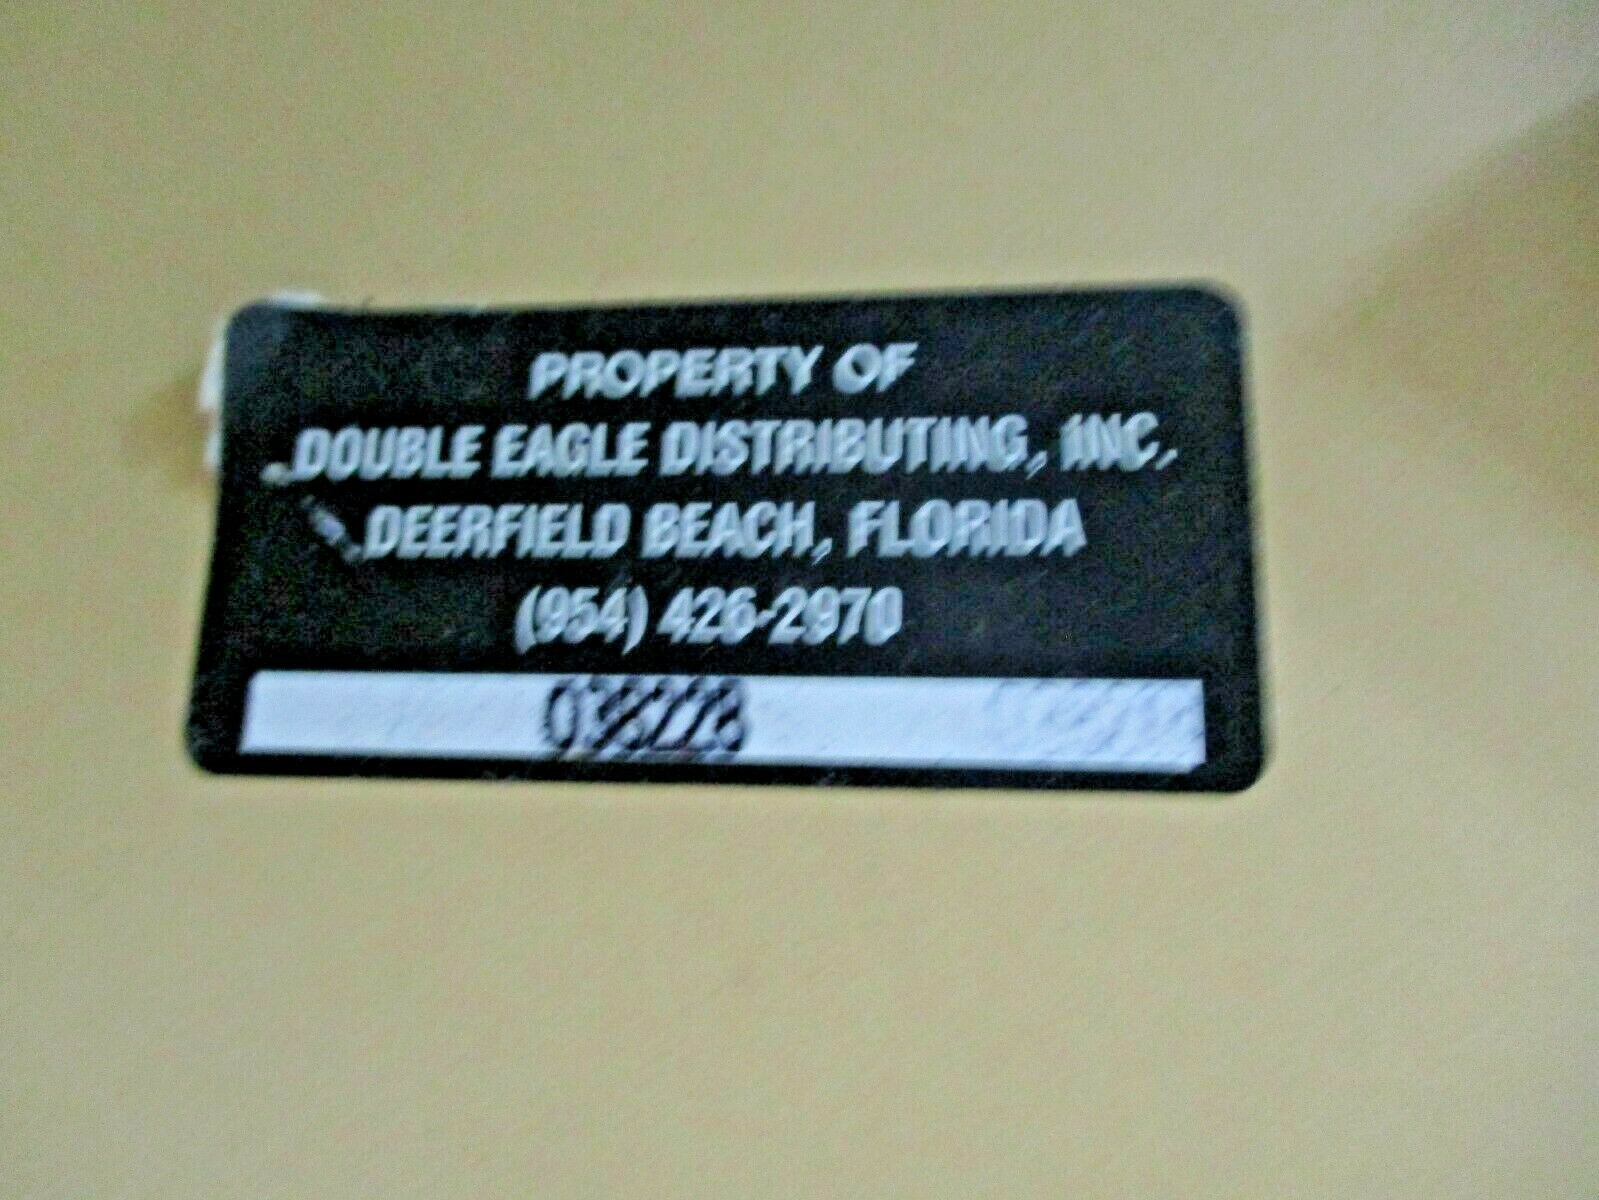 PROPERTY OF
DOUBLE EAGLE DISTRIBUTING, INC.
DEERFIELD BEACH, FLORIDA
(954) 426-2970